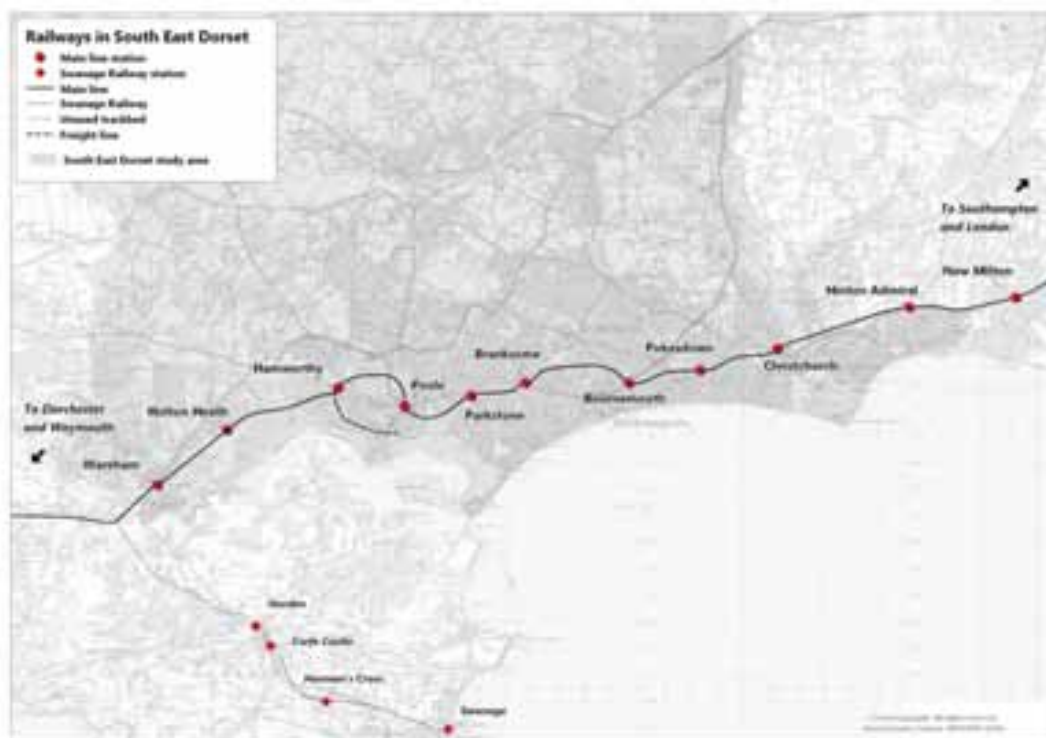 Railways in South East Dorset
Main line station
Swanage Railway station
Main line
Swanage Railway
Unused trackbed
Freight line
South East Dorset study area
To Southampton
and London
New Milton
Hinton Admiral
Christchurch
Pokesdown
Bournemouth
Branksome
Parkstone
Poole
Hamworthy
Holton Heath
To Dorchester
and Weymouth
Wareham
Norden
Corfe Castle
Harman's Cross
Swanage